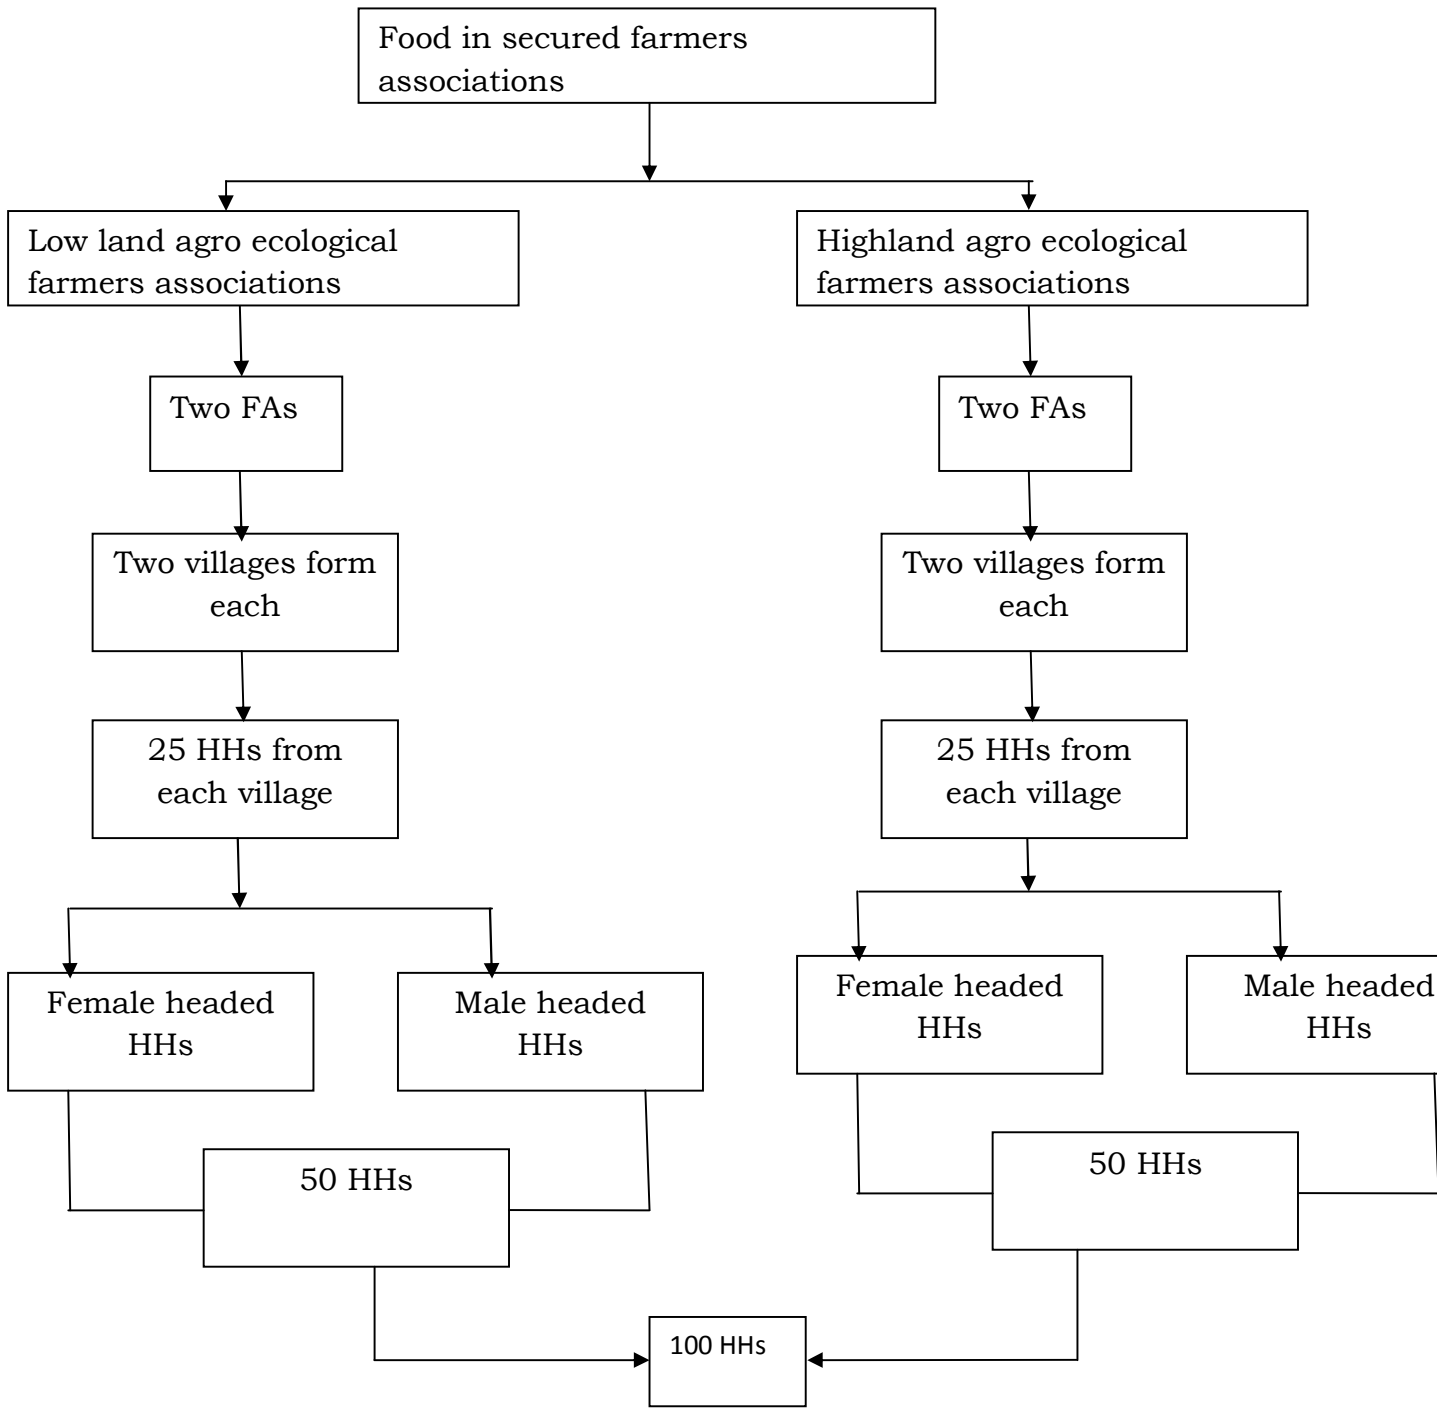 Food in secured farmers
associations
Low land agro ecological
farmers associations
Highland agro ecological
farmers associations
Two FAs
Two FAs
Two villages form
each
Two villages form
each
25 HHs from
each village
25 HHs from
each village
Female headed
HHs
Male headed
HHs
Female headed
HHs
Male headed
HHs
50 HHs
50 HHs
100 HHs